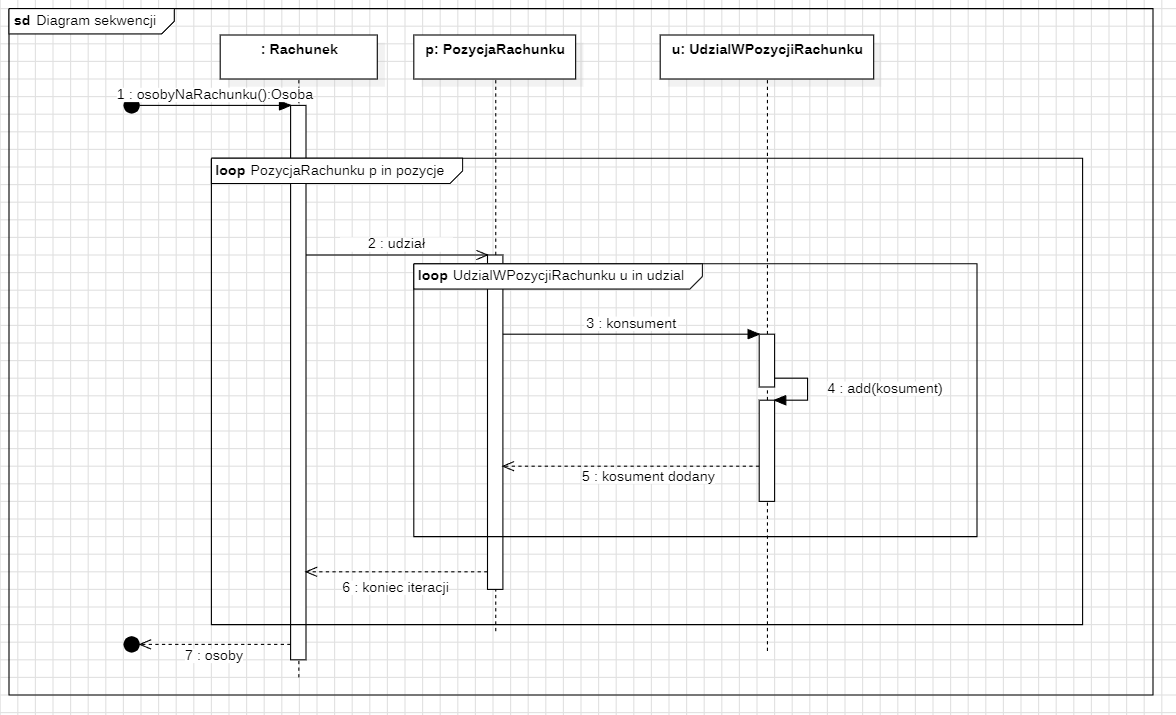 sd Diagram sekwencji
: Rachunek
p: PozycjaRachunku
u: UdzialWPozycjiRachunku
1 : osobyNaRachunku():Osoba
loop PozycjaRachunku p in pozycje
2 : udział
loop UdzialWPozycjiRachunku u in udzial
3 : konsument
4 : add(kosument)
5 : kosument dodany
6 : koniec iteracji
7 : osoby